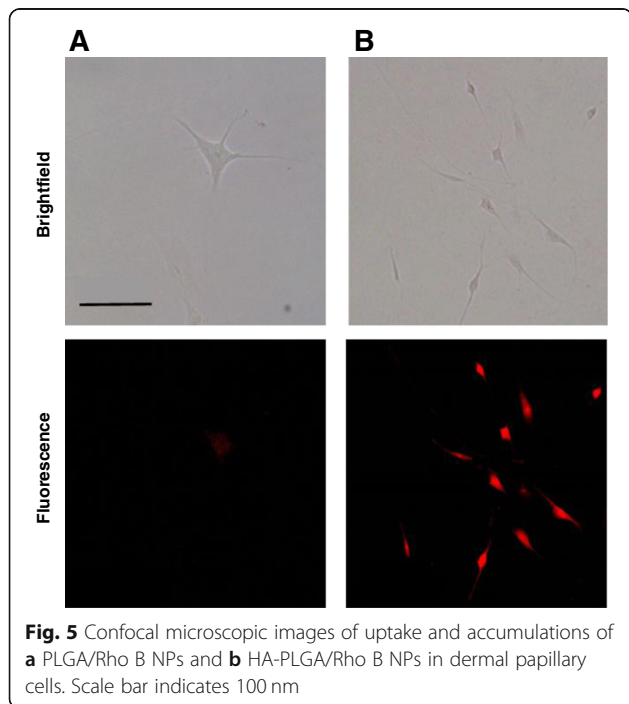 A B
Brightfield
Fluorescence
Fig. 5 Confocal microscopic images of uptake and accumulations of
a PLGA/Rho B NPs and b HA-PLGA/Rho B NPs in dermal papillary
cells. Scale bar indicates 100 nm